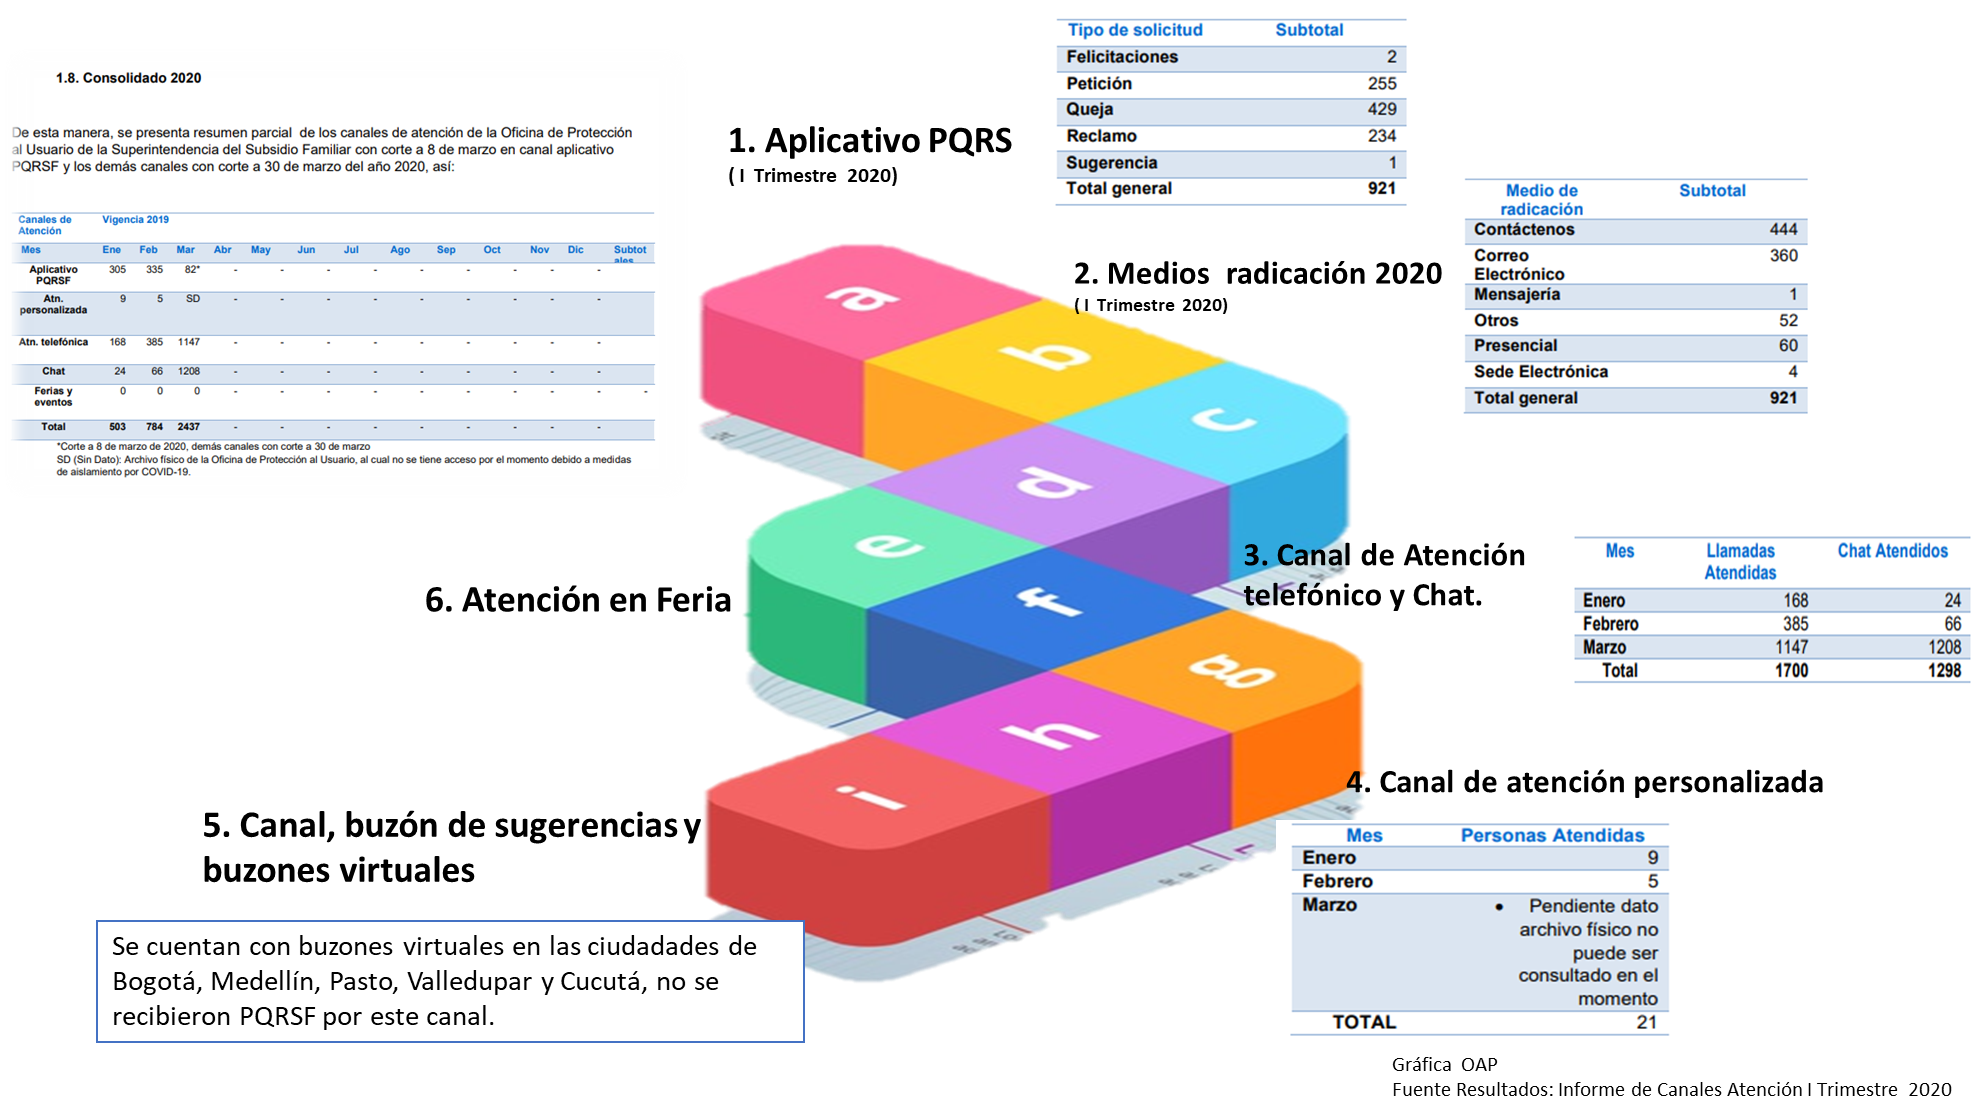 1.8. Consolidado 2020
De esta manera, se presenta resumen parcial de los canales de atención de la Oficina de Protección
al Usuario de la Superintendencia del Subsidio Familiar con corte a 8 de marzo en canal aplicativo
PQRSF y los demás canales con corte a 30 de marzo del año 2020, así:
Canales de Atención Vigencia 2019
Mes Ene Feb Mar Abr May Jun Jul Ago Sep Oct Nov Dic Subtotales
Aplicativo PQRSF 305 335 82* - - - - - - - - -
Atn. personalizada 9 5 SD - - - - - - - - -
Atn. telefónica 168 385 1147 - - - - - - - - -
Chat 24 66 1208 - - - - - - - - -
Ferias y eventos 0 0 0 - - - - - - - - - -
Total 503 784 2437 - - - - - - - - -
*Corte a 8 de marzo de 2020, demás canales con corte a 30 de marzo
SD (Sin Dato): Archivo físico de la Oficina de Protección al Usuario, al cual no se tiene acceso por el momento debido a medidas
de aislamiento por COVID-19.
1. Aplicativo PQRS
( I Trimestre 2020)
Tipo de solicitud Subtotal
Felicitaciones 2
Petición 255
Queja 429
Reclamo 234
Sugerencia 1
Total general 921
2. Medios radicación 2020
( I Trimestre 2020)
Medio de radicación Subtotal
Contáctenos 444
Correo Electrónico 360
Mensajería 1
Otros 52
Presencial 60
Sede Electrónica 4
Total general 921
a
b
c
d
e
f
g
h
i
3. Canal de Atención
telefónico y Chat.
Mes Llamadas Atendidas Chat Atendidos
Enero 168 24
Febrero 385 66
Marzo 1147 1208
Total 1700 1298
4. Canal de atención personalizada
Mes Personas Atendidas
Enero 9
Febrero 5
Marzo • Pendiente dato
archivo físico no
puede ser
consultado en el
momento
TOTAL 21
6. Atención en Feria
5. Canal, buzón de sugerencias y
buzones virtuales
Se cuentan con buzones virtuales en las ciudadades de
Bogotá, Medellín, Pasto, Valledupar y Cucutá, no se
recibieron PQRSF por este canal.
Gráfica OAP
Fuente Resultados: Informe de Canales Atención I Trimestre 2020